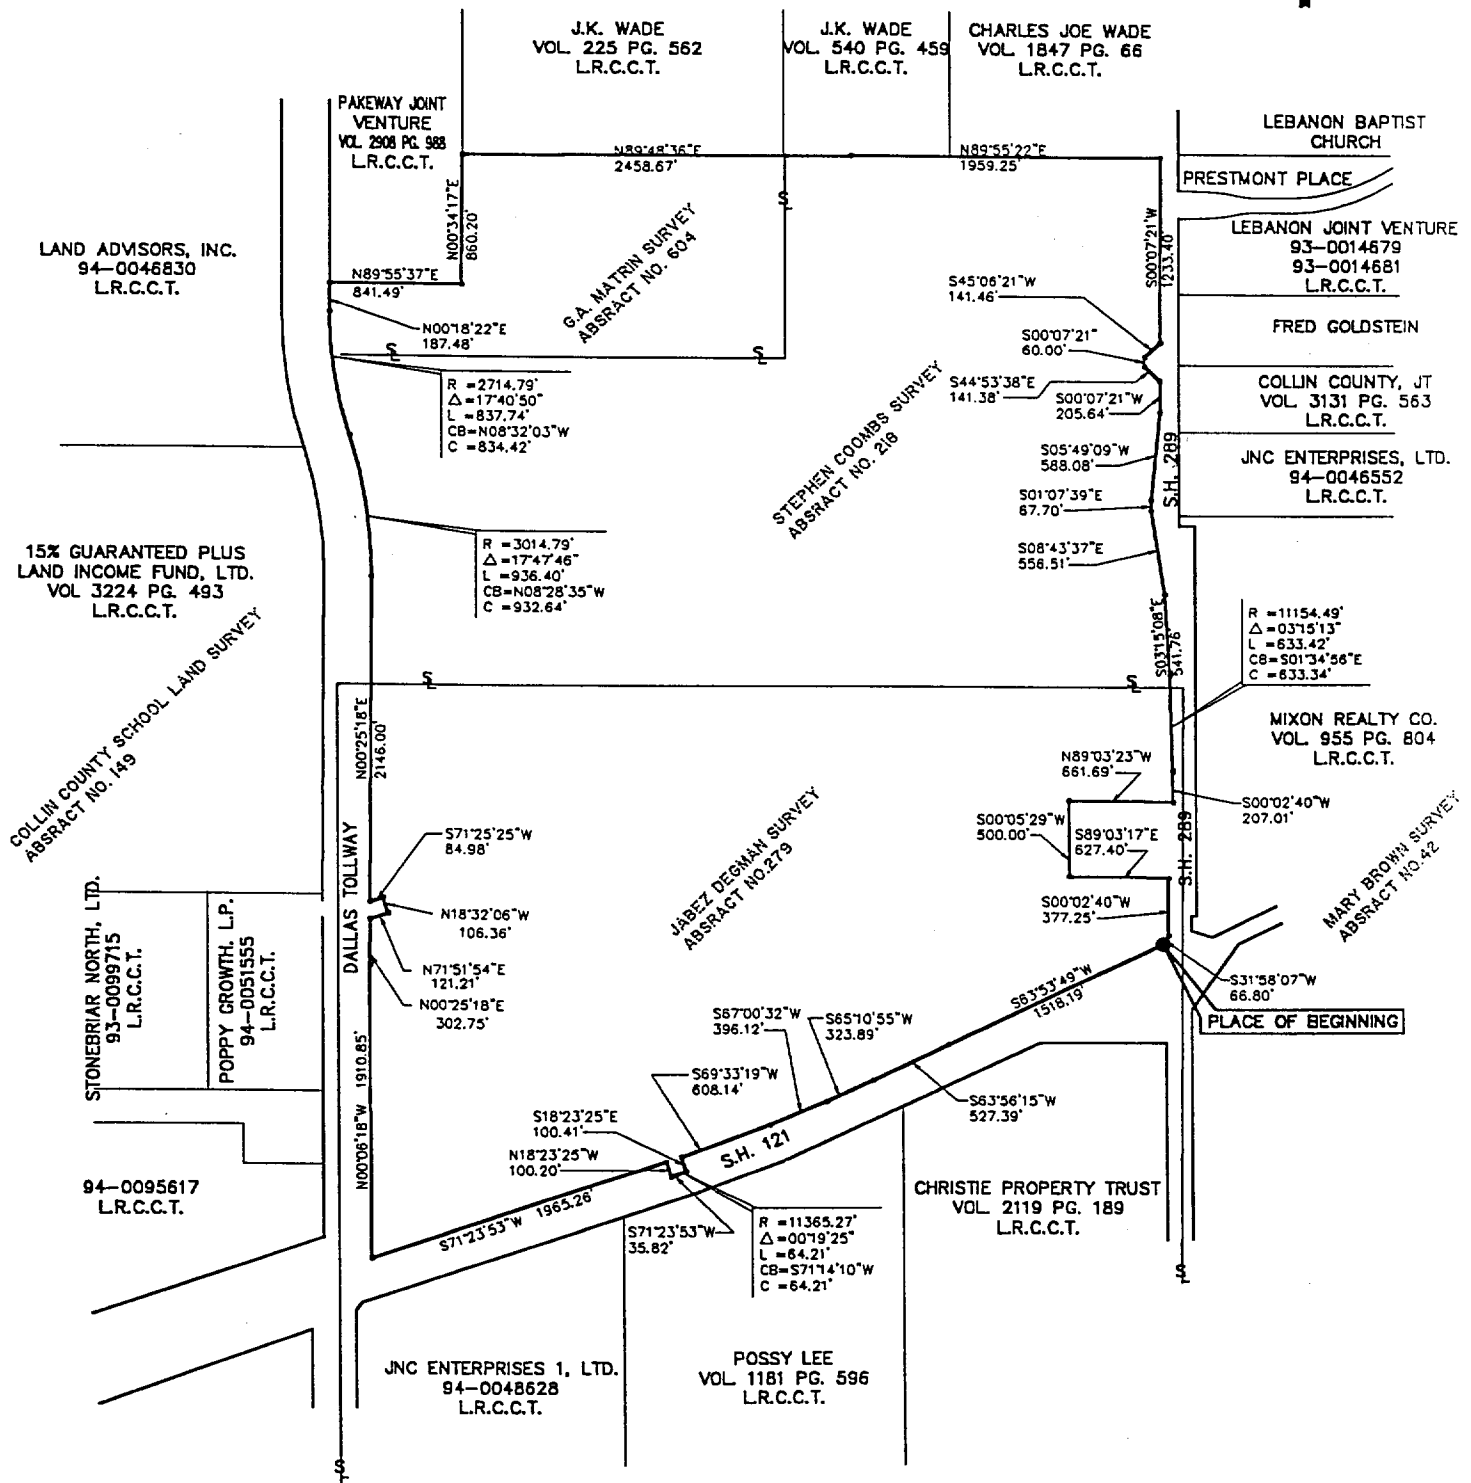 J.K. WADE
VOL. 225 PG. 562
L.R.C.C.T.
J.K. WADE
VOL. 540 PG. 459
L.R.C.C.T.
CHARLES JOE WADE
VOL. 1847 PG. 66
L.R.C.C.T.
PAKEWAY JOINT
VENTURE
VOL. 2908 PG. 988
L.R.C.C.T.
LEBANON BAPTIST
CHURCH
PRESTMONT PLACE
LEBANON JOINT VENTURE
93-0014679
93-0014681
L.R.C.C.T.
FRED GOLDSTEIN
COLLIN COUNTY, JT
VOL. 3131 PG. 563
L.R.C.C.T.
JNC ENTERPRISES, LTD.
94-0046552
L.R.C.C.T.
LAND ADVISORS, INC.
94-0046830
L.R.C.C.T.
N89°48'36"E
2458.67'
N89°55'22"E
1959.25'
N00°34'17"E
860.20'
N89°55'37"E
841.49'
N00°18'22"E
187.48'
G.A. MATRIN SURVEY
ABSRACT NO. 604
S00°07'21"W
1233.40'
S45°06'21"W
141.46'
S00°07'21"
60.00'
S44°53'38"E
141.38'
S00°07'21"W
205.64'
S05°49'09"W
588.08'
S.H. 289
S01°07'39"E
67.70'
S08°43'37"E
556.51'
S03°15'08"E
541.76'
R =2714.79'
Δ =17°40'50"
L =837.74'
CB=N08°32'03"W
C =834.42'
STEPHEN COOMBS SURVEY
ABSRACT NO. 218
R =3014.79'
Δ =17°47'46"
L =936.40'
CB=N08°28'35"W
C =932.64'
15% GUARANTEED PLUS
LAND INCOME FUND, LTD.
VOL 3224 PG. 493
L.R.C.C.T.
COLLIN COUNTY SCHOOL LAND SURVEY
ABSRACT NO. 149
R =11154.49'
Δ =03°15'13"
L =633.42'
CB=S01°34'56"E
C =633.34'
MIXON REALTY CO.
VOL. 955 PG. 804
L.R.C.C.T.
N00°25'18"E
2146.00'
N89°03'23"W
661.69'
S00°02'40"W
207.01'
S00°05'29"W
500.00'
S89°03'17"E
627.40'
S.H. 289
S00°02'40"W
377.25'
MARY BROWN SURVEY
ABSRACT NO.42
JABEZ DEGMAN SURVEY
ABSRACT NO.279
DALLAS TOLLWAY
S71°25'25"W
84.98'
N18°32'06"W
106.36'
N71°51'54"E
121.21'
N00°25'18"E
302.75'
STONEBRIAR NORTH, LTD.
93-0099715
L.R.C.C.T.
POPPY GROWTH. L.P.
94-0051555
L.R.C.C.T.
N00°06'18"W 1910.85'
S31°58'07"W
66.80'
PLACE OF BEGINNING
S63°53'49"W
1518.19'
S67°00'32"W
396.12'
S65°10'55"W
323.89'
S69°33'19"W
608.14'
S63°56'15"W
527.39'
S18°23'25"E
100.41'
N18°23'25"W
100.20'
S.H. 121
S71°23'53"W 1965.26'
S71°23'53"W
35.82'
R =11365.27'
Δ =00°19'25"
L =64.21'
CB=S71°14'10"W
C =64.21'
94-0095617
L.R.C.C.T.
CHRISTIE PROPERTY TRUST
VOL. 2119 PG. 189
L.R.C.C.T.
JNC ENTERPRISES 1, LTD.
94-0048628
L.R.C.C.T.
POSSY LEE
VOL. 1181 PG. 596
L.R.C.C.T.